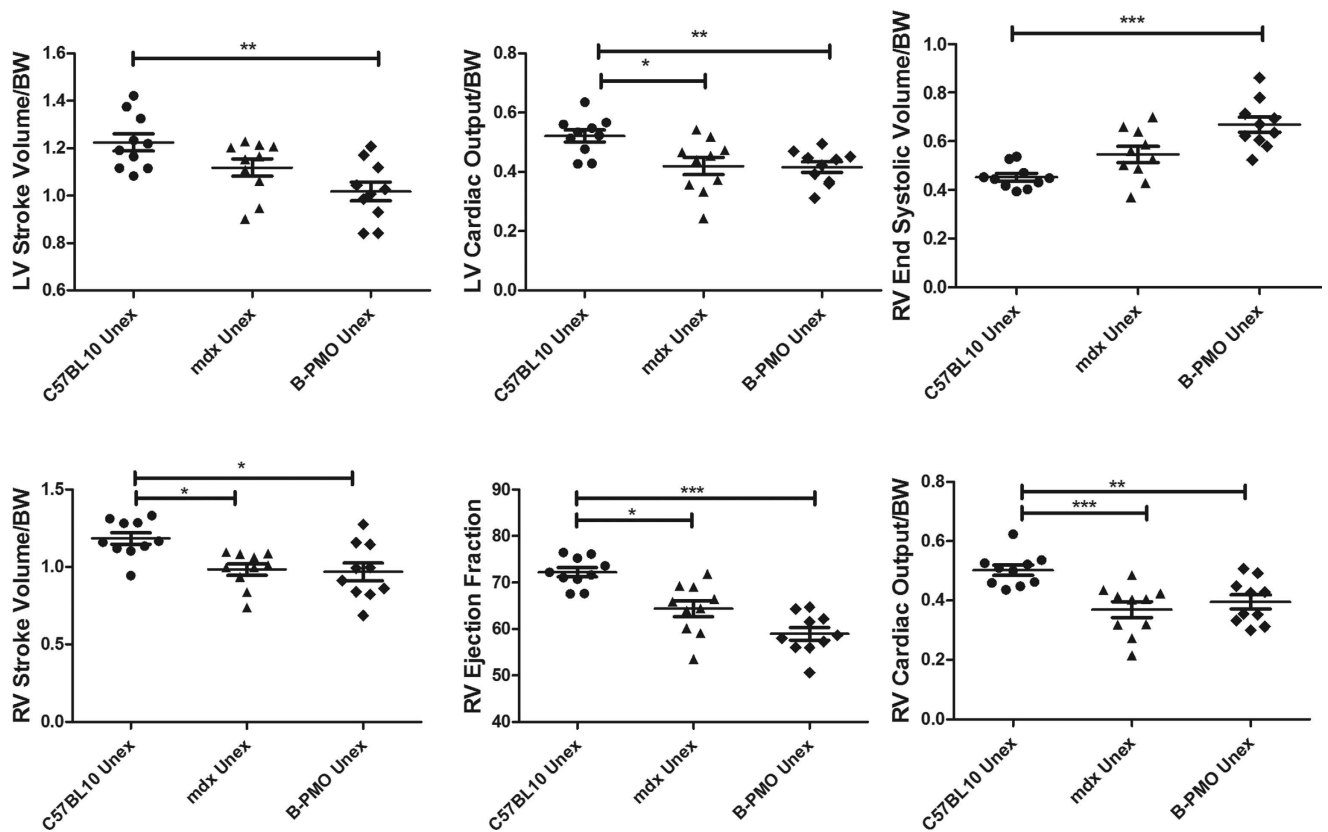 LV Stroke Volume/BW
1.6
1.4
1.2
1.0
1.0
0.6
**
C57BL10 Unex
mdx Unex
B-PMO Unex
LV Cardiac Output/BW
0.8
0.6
0.4
0.2
0.0
**
*
C57BL10 Unex
mdx Unex
B-PMO Unex
RV End Systolic Volume/BW
1.0
0.8
0.6
0.4
0.2
0.0
***
C57BL10 Unex
mdx Unex
B-PMO Unex
RV Stroke Volume/BW
1.5
1.0
0.5
0.0
*
*
C57BL10 Unex
mdx Unex
B-PMO Unex
RV Ejection Fraction
90
80
70
60
50
40
***
*
C57BL10 Unex
mdx Unex
B-PMO Unex
RV Cardiac Output/BW
0.8
0.6
0.4
0.2
0.0
**
***
C57BL10 Unex
mdx Unex
B-PMO Unex